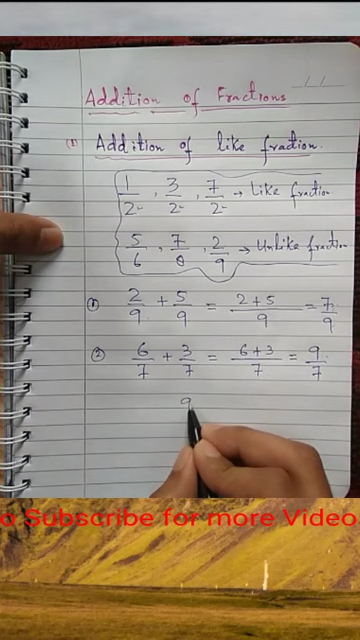 Addition of Fractions
(1) Addition of like fraction.
1/2, 3/2, 7/2 → Like fraction
5/6, 7/8, 2/9 → Unlike fraction
① 2/9 + 5/9 = 2+5/9 = 7/9
② 6/7 + 3/7 = 6+3/7 = 9/7
9
o Subscribe for more Video